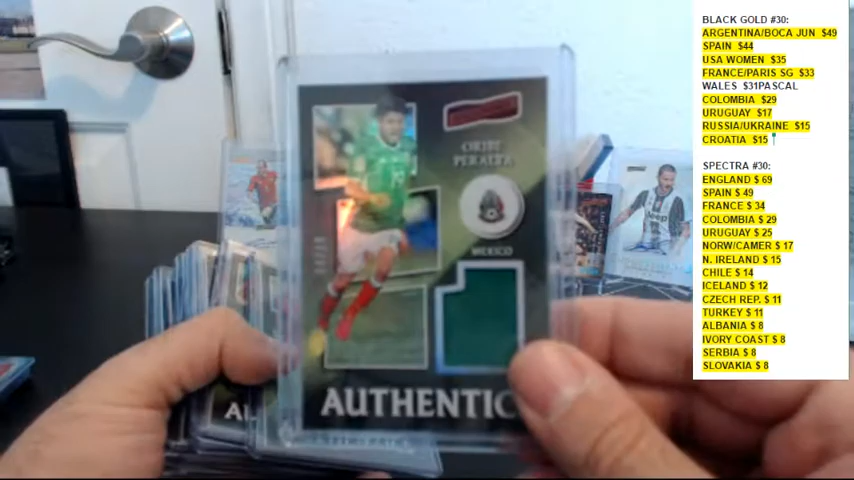 ORIBE
PERALTA
MEXICO
AUTHENTIC
Jeep
BLACK GOLD #30:
ARGENTINA/BOCA JUN $49
SPAIN $44
USA WOMEN $35
FRANCE/PARIS SG $33
WALES $31PASCAL
COLOMBIA $29
URUGUAY $17
RUSSIA/UKRAINE $15
CROATIA $15
SPECTRA #30:
ENGLAND $ 69
SPAIN $ 49
FRANCE $ 34
COLOMBIA $ 29
URUGUAY $ 25
NORW/CAMER $ 17
N. IRELAND $ 15
CHILE $ 14
ICELAND $ 12
CZECH REP. $ 11
TURKEY $ 11
ALBANIA $ 8
IVORY COAST $ 8
SERBIA $ 8
SLOVAKIA $ 8